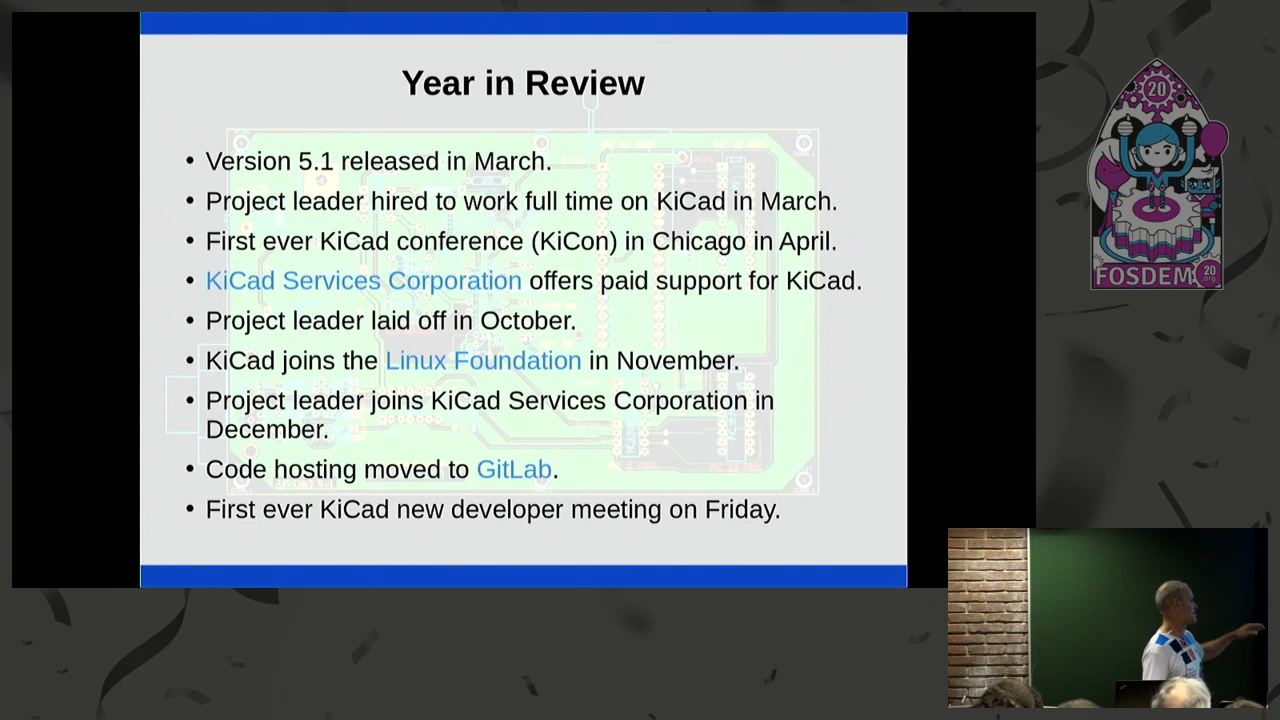 Year in Review
• Version 5.1 released in March.
• Project leader hired to work full time on KiCad in March.
• First ever KiCad conference (KiCon) in Chicago in April.
• KiCad Services Corporation offers paid support for KiCad.
• Project leader laid off in October.
• KiCad joins the Linux Foundation in November.
• Project leader joins KiCad Services Corporation in
December.
• Code hosting moved to GitLab.
• First ever KiCad new developer meeting on Friday.
20
FOSDEM
20
.org